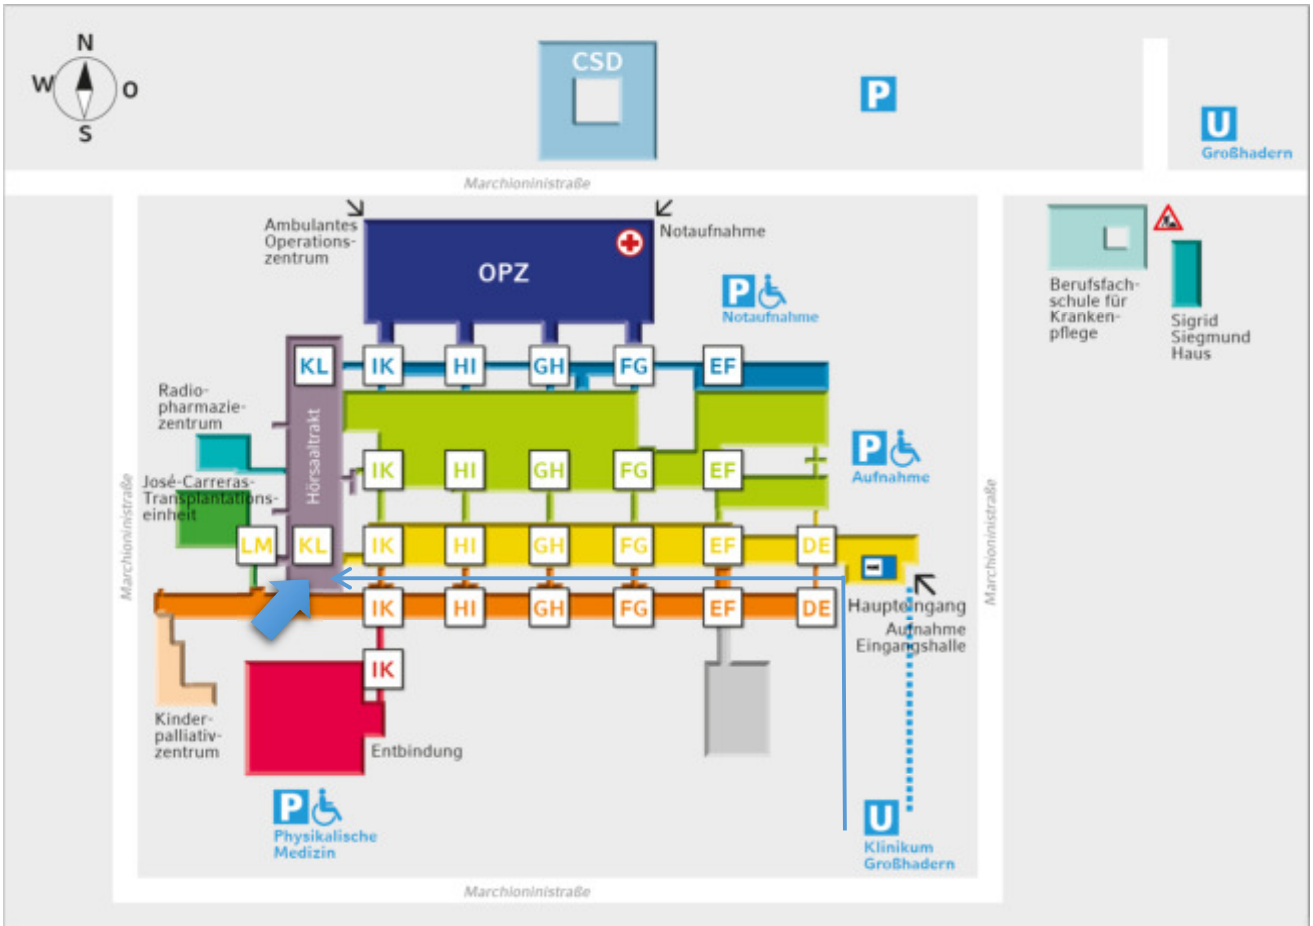 N
W O
S
CSD
P
U
Großhadern
Marchioninistraße
Ambulantes
Operations-
zentrum
Notaufnahme
OPZ
P
Notaufnahme
Berufsfach-
schule für
Kranken-
pflege
Sigrid
Siegmund
Haus
KL IK HI GH FG EF
Radio-
pharmazie-
zentrum
Hörsaaltrakt
P
Aufnahme
IK HI GH FG EF
José-Carreras-
Transplantations-
einheit
Marchioninistraße
Marchioninistraße
LM KL IK HI GH FG EF DE
IK HI GH FG EF DE
Haupteingang
Aufnahme
Eingangshalle
IK
Kinder-
palliativ-
zentrum
Entbindung
P
Physikalische
Medizin
U
Klinikum
Großhadern
Marchioninistraße